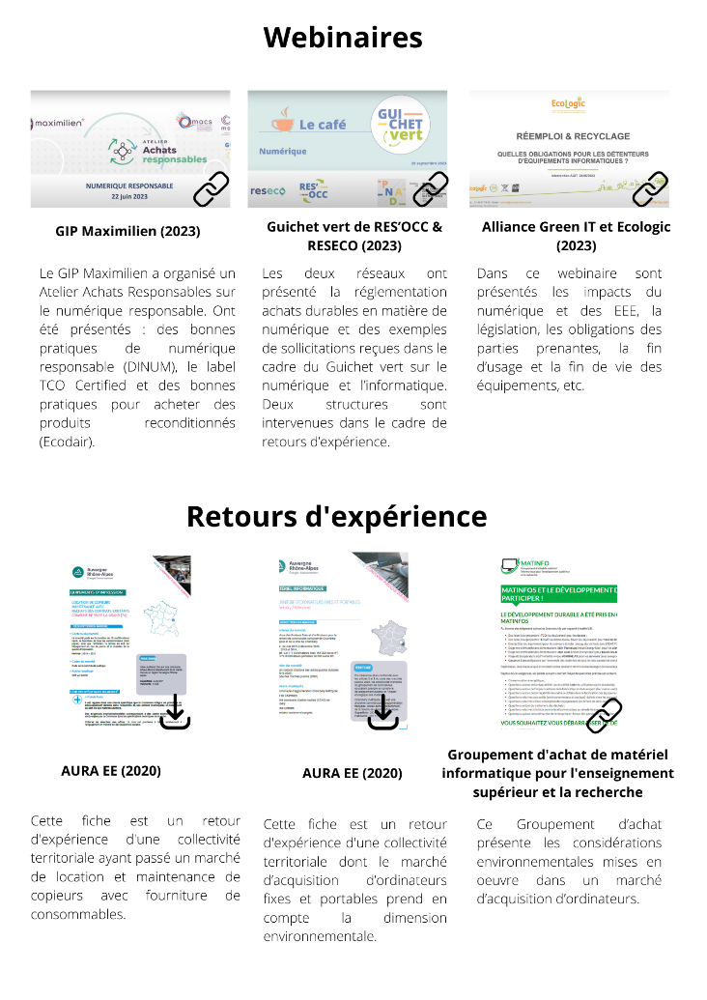 Webinaires
maximilien
macs
ATELIER
Achats
responsables
NUMERIQUE RESPONSABLE
22 juin 2023
Le café
Numérique
GUI
CHET
vert
29 septembre 2023
reseco
RES'
OCC
EcoLogic
RÉEMPLOI & RECYCLAGE
QUELLES OBLIGATIONS POUR LES DÉTENTEURS
D'ÉQUIPEMENTS INFORMATIQUES ?
GIP Maximilien (2023)
Le GIP Maximilien a organisé un
Atelier Achats Responsables sur
le numérique responsable. Ont
été présentés : des bonnes
pratiques de numérique
responsable (DINUM), le label
TCO Certified et des bonnes
pratiques pour acheter des
produits reconditionnés
(Ecodair).
Guichet vert de RES’OCC &
RESECO (2023)
Les deux réseaux ont
présenté la réglementation
achats durables en matière de
numérique et des exemples
de sollicitations reçues dans le
cadre du Guichet vert sur le
numérique et l’informatique.
Deux structures sont
intervenues dans le cadre de
retours d'expérience.
Alliance Green IT et Ecologic
(2023)
Dans ce webinaire sont
présentés les impacts du
numérique et des EEE, la
législation, les obligations des
parties prenantes, la fin
d’usage et la fin de vie des
équipements, etc.
Retours d'expérience
Auvergne
Rhône-Alpes
LOCATION DE COPIEURS
MAINTENANCE AVEC
RACHATS DES CONTRATS EXISTANTS
Auvergne
Rhône-Alpes
MATINFO
MATINFOS ET LE DÉVELOPPEMENT D
PARTICIPER !
LE DÉVELOPPEMENT DURABLE A ÉTÉ PRIS EN
MATINFOS
AURA EE (2020)
Cette fiche est un retour
d'expérience d'une collectivité
territoriale ayant passé un marché
de location et maintenance de
copieurs avec fourniture de
consommables.
AURA EE (2020)
Cette fiche est un retour
d'expérience d'une collectivité
territoriale dont le marché
d’acquisition d'ordinateurs
fixes et portables prend en
compte la dimension
environnementale.
Groupement d'achat de matériel
informatique pour l'enseignement
supérieur et la recherche
Ce Groupement d’achat
présente les considérations
environnementales mises en
oeuvre dans un marché
d’acquisition d’ordinateurs.